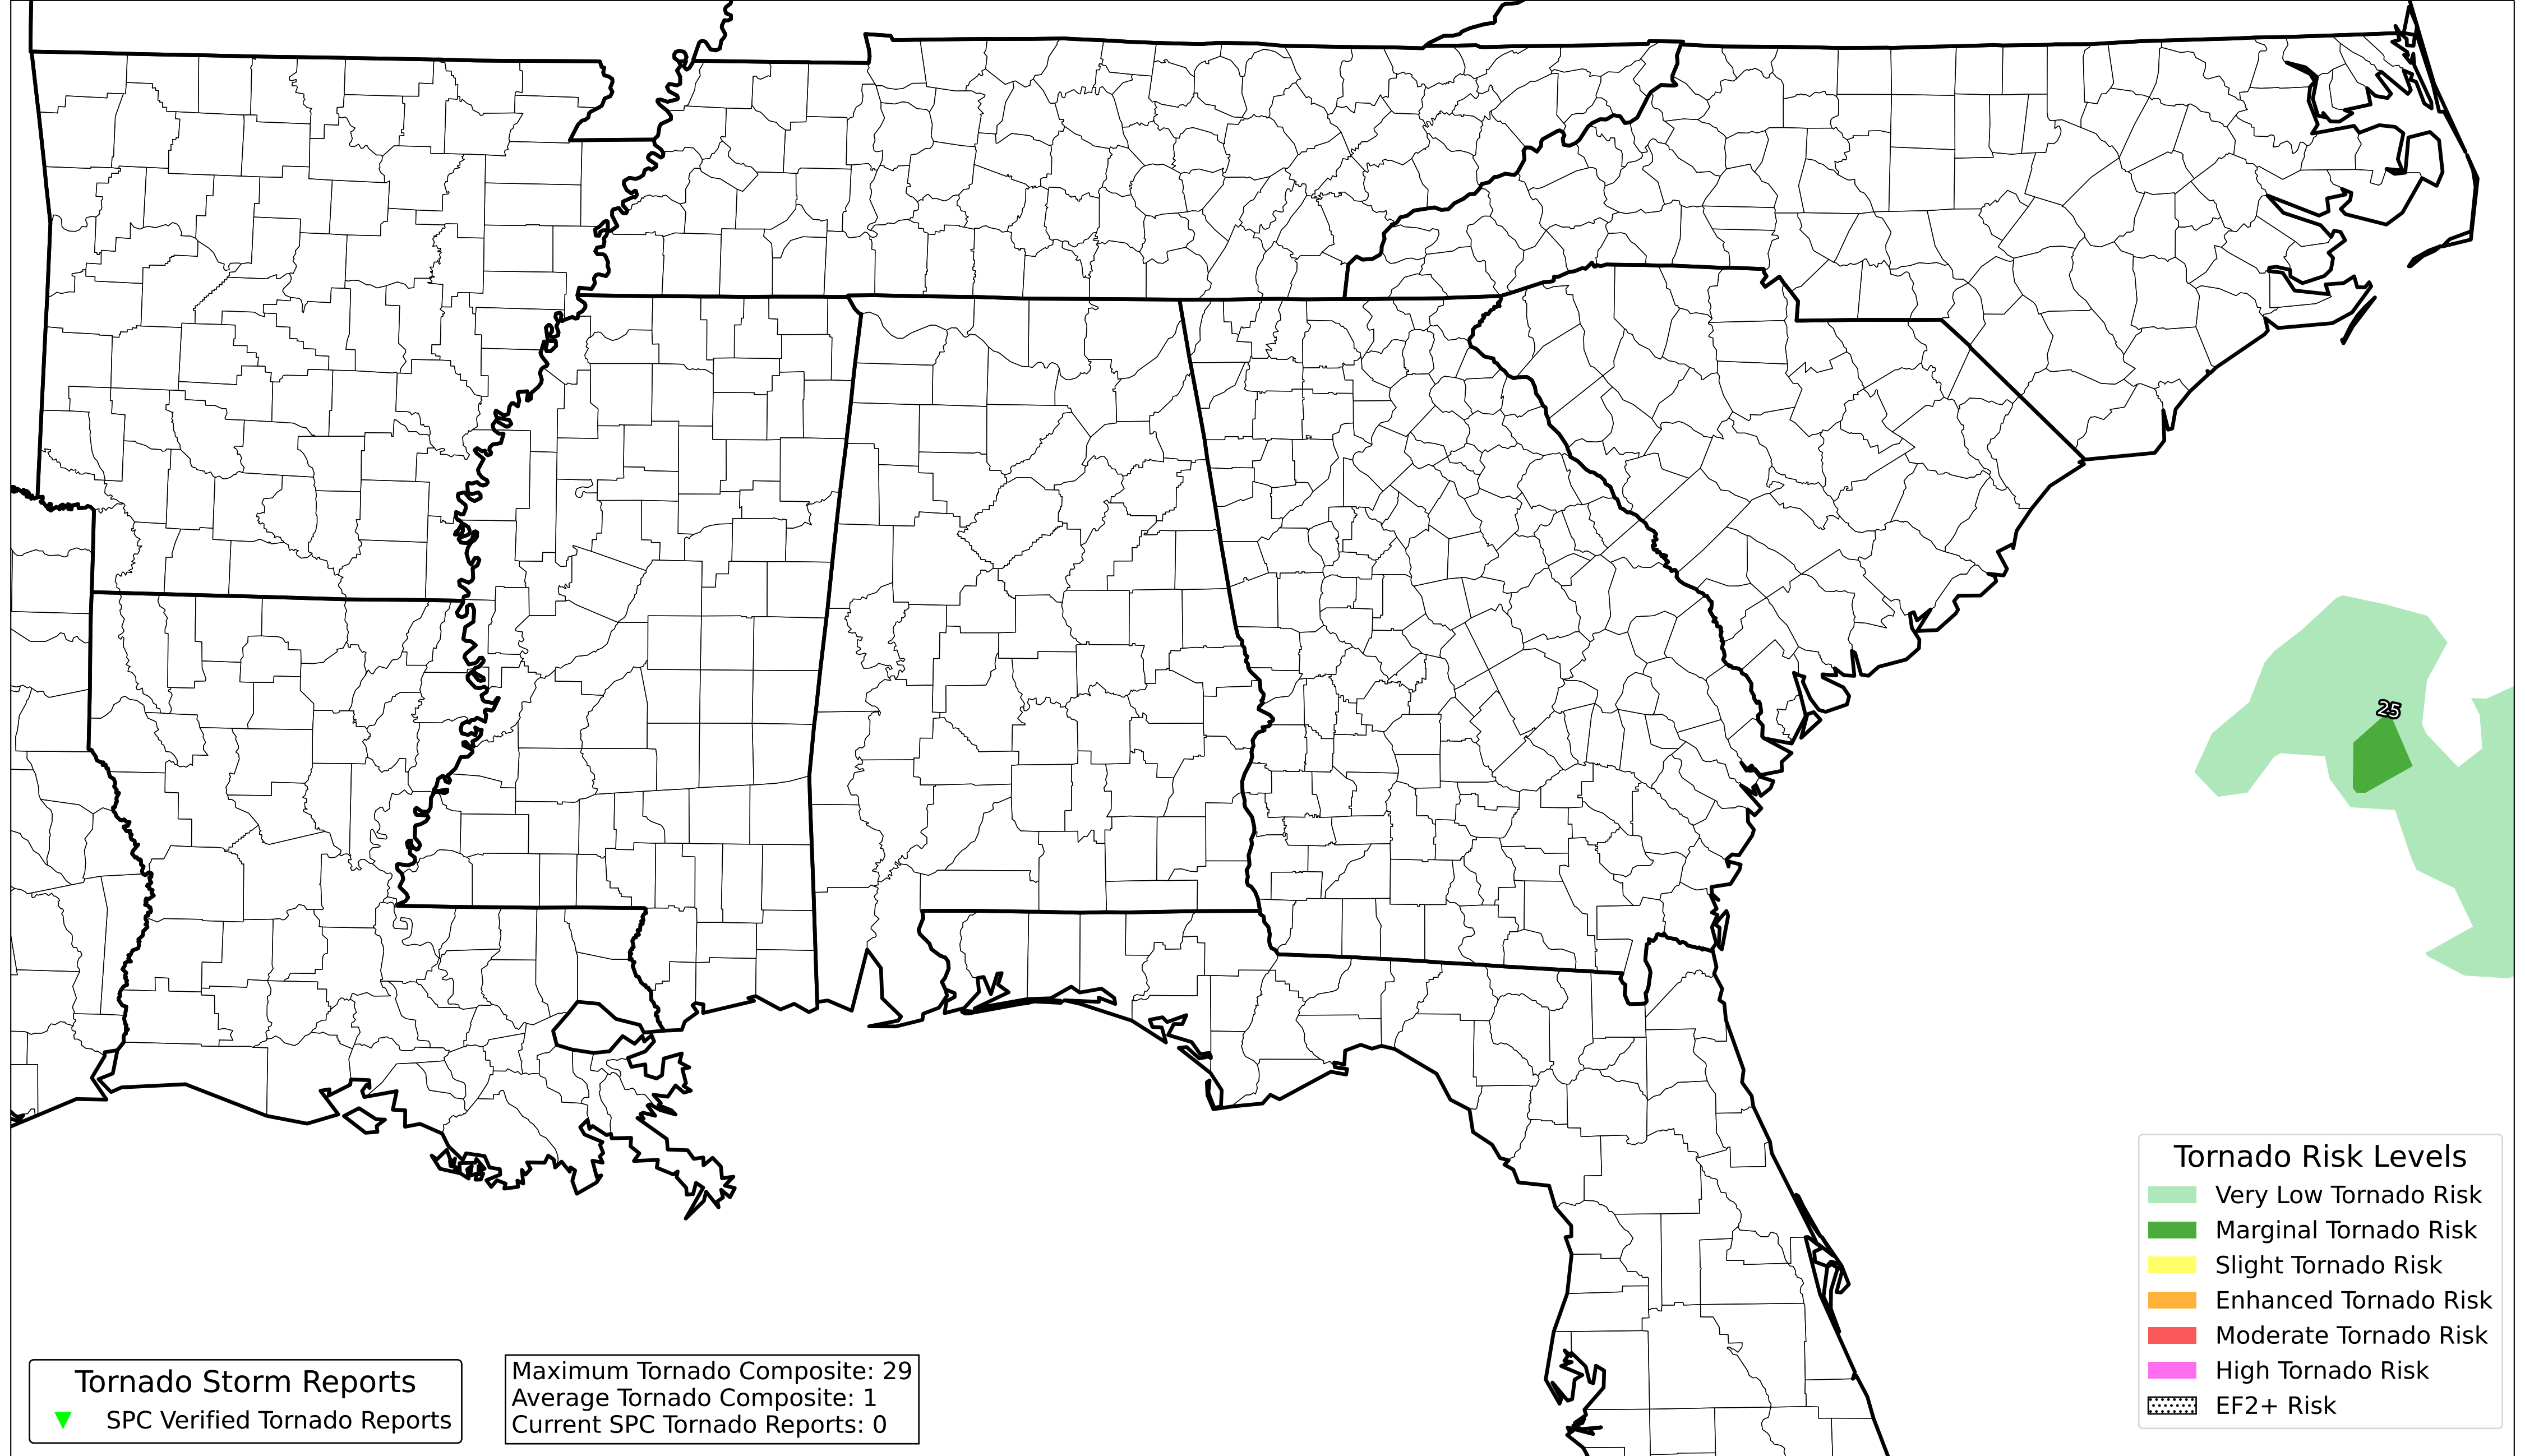 25
Tornado Risk Levels
Very Low Tornado Risk
Marginal Tornado Risk
Slight Tornado Risk
Enhanced Tornado Risk
Moderate Tornado Risk
High Tornado Risk
EF2+ Risk
Tornado Storm Reports
SPC Verified Tornado Reports
Maximum Tornado Composite: 29
Average Tornado Composite: 1
Current SPC Tornado Reports: 0